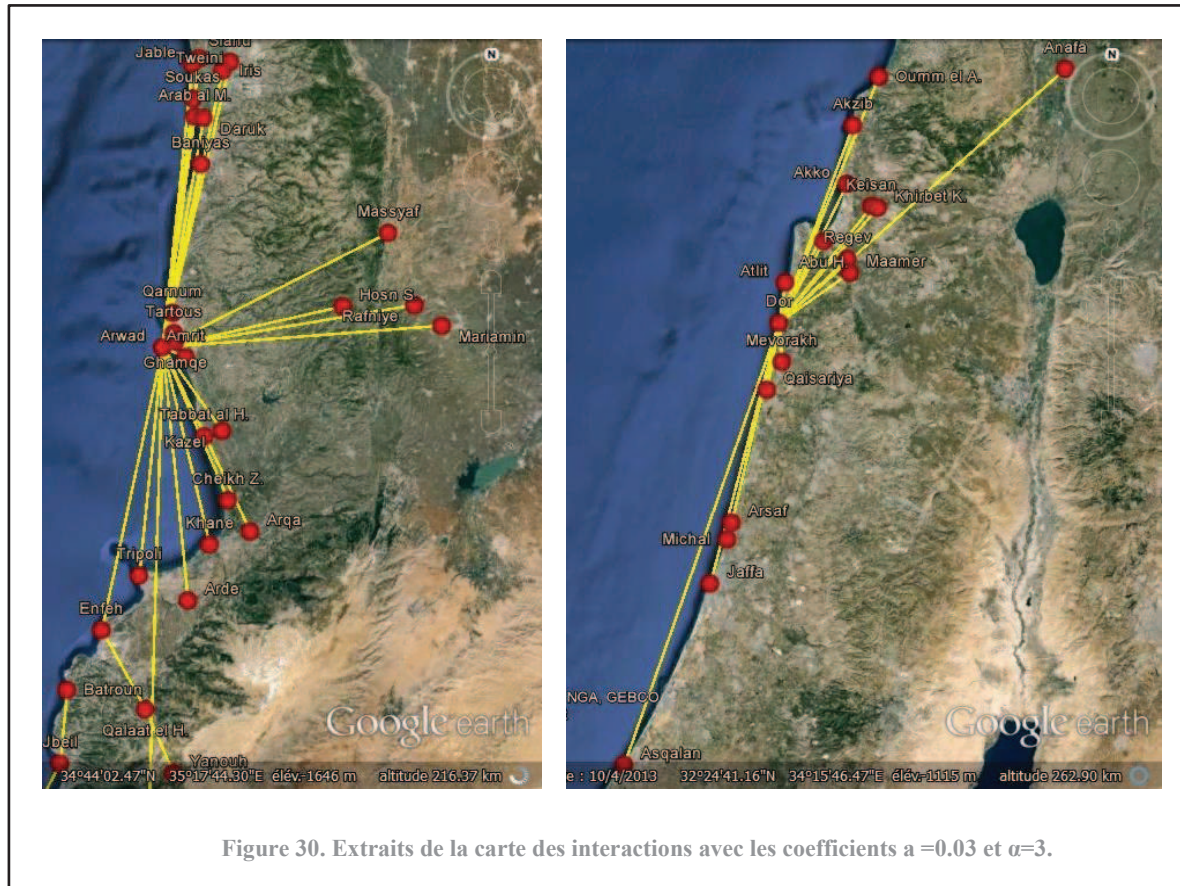 Jable
Tweini
Iris
Soukas
Arab al M.
Daruk
Baniyas
Massyaf
Qarnum
Hosn S.
Tartous
Rafniye
Arwad
Amrit
Mariamin
Ghamqe
Tabbat al H.
Kazel
Cheikh Z.
Khane
Arqa
Tripoli
Arde
Enfeh
Batroun
Qalaat el H.
Jbeil
Yanouh
N
Google earth
34°44'02.47"N 35°17'44.30"E élév.-1646 m altitude 216.37 km
Anafa
N
Oumm el A.
Akzib
Akko
Keisan
Khirbet K.
Regev
Abu H.
Maamer
Atlit
Dor
Mevorakh
Qaisariya
Arsaf
Michal
Jaffa
NGA, GEBCO
Google earth
Asqalan
e : 10/4/2013 32°24'41.16"N 34°15'46.47"E élév.-1115 m altitude 262.90 km
Figure 30. Extraits de la carte des interactions avec les coefficients a =0.03 et α=3.